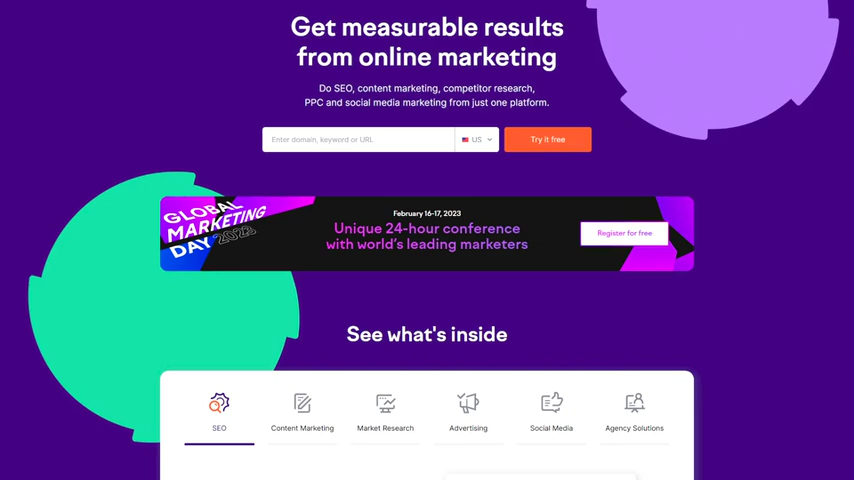 Get measurable results
from online marketing
Do SEO, content marketing, competitor research,
PPC and social media marketing from just one platform.
Enter domain, keyword or URL
US
Try it free
GLOBAL
MARKETING
DAY 2023
February 16-17, 2023
Unique 24-hour conference
with world's leading marketers
Register for free
See what's inside
SEO
Content Marketing
Market Research
Advertising
Social Media
Agency Solutions